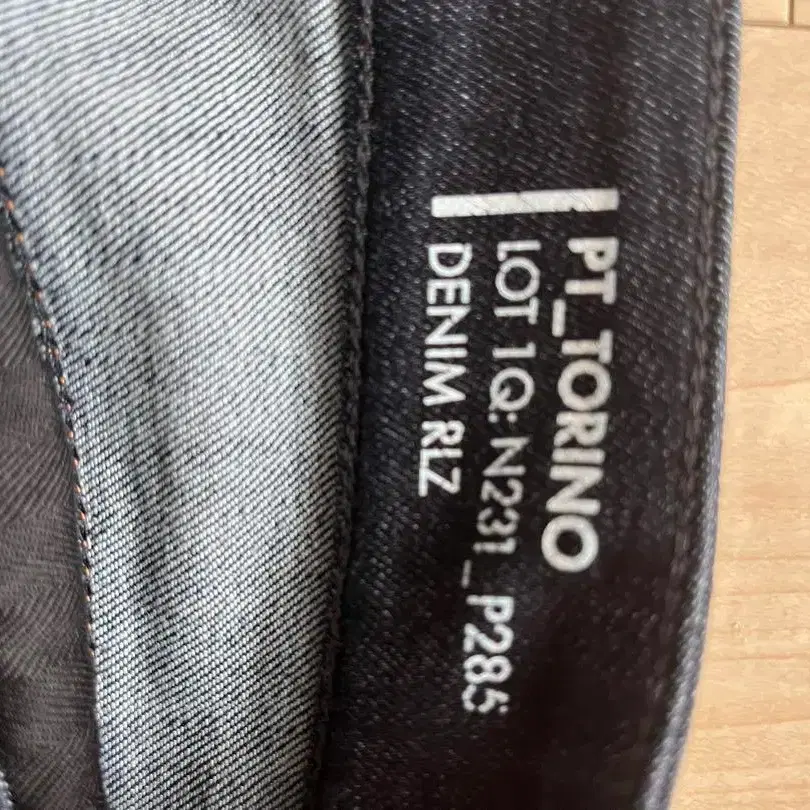 PT_TORINO
LOT 1Q: N231_P285
DENIM RLZ